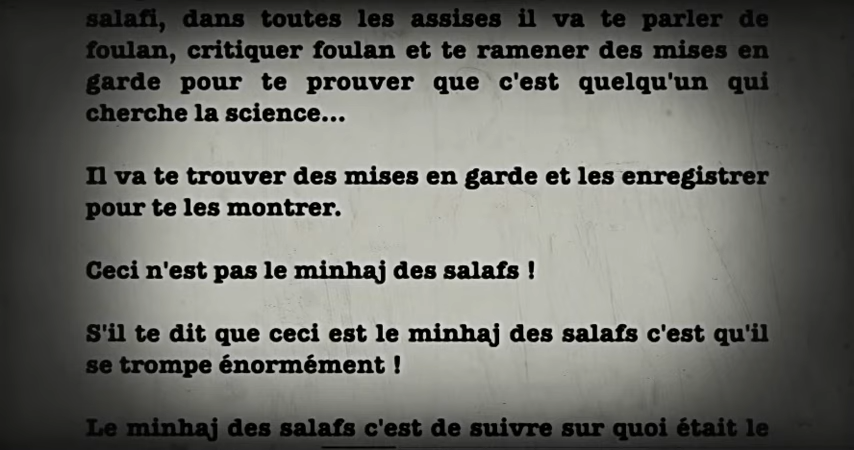 salafi, dans toutes les assises il va te parler de
foulan, critiquer foulan et te ramener des mises en
garde pour te prouver que c'est quelqu'un qui
cherche la science...
Il va te trouver des mises en garde et les enregistrer
pour te les montrer.
Ceci n'est pas le minhaj des salafs !
S'il te dit que ceci est le minhaj des salafs c'est qu'il
se trompe énormément !
Le minhaj des salafs c'est de suivre sur quoi était le